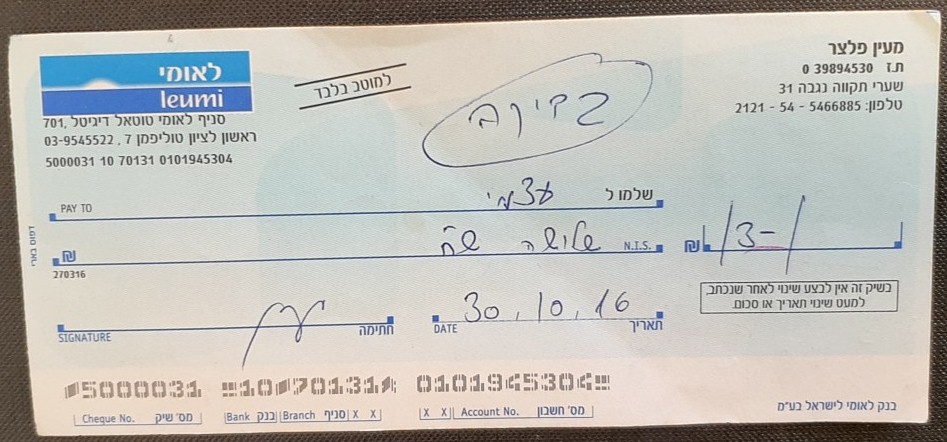 מעין פלצר
ת.ז 39894530 0
שערי תקווה נגבה 31
טלפון: 5466885 - 54 - 2121
לאומי
leumi
סניף לאומי טוטאל דיגיטל, 701
ראשון לציון טוליפמן 7, 03-9545522
5000031 10 70131 0101945304
למוטב בלבד
בדיוק
PAY TO עצמי שלמו ל
₪ שלושה ש"ח N.I.S.
₪ /3-/
270316
דפוס בארי
בשיק זה אין לבצע שינוי לאחר שנכתב,
למעט שינוי תאריך או סכום.
SIGNATURE חתימה
DATE 30.10.16 תאריך
5000031 10 70131 0101945304
Cheque No. מס' שיק Bank בנק Branch סניף X X X X Account No. מס' חשבון
בנק לאומי לישראל בע"מ